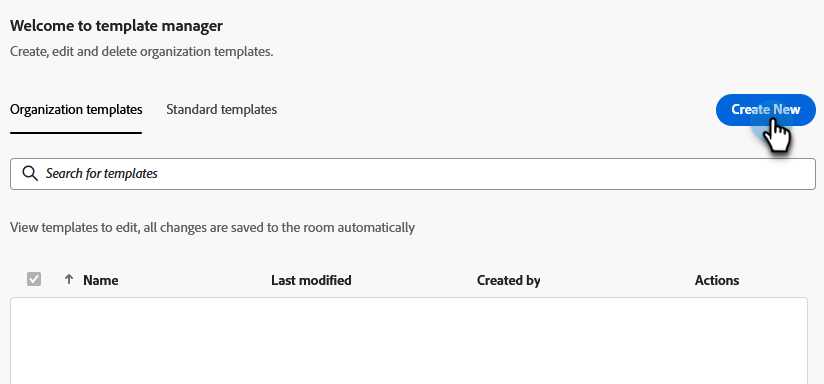 Welcome to template manager
Create, edit and delete organization templates.
Organization templates Standard templates Create New
Search for templates
View templates to edit, all changes are saved to the room automatically
Name Last modified Created by Actions